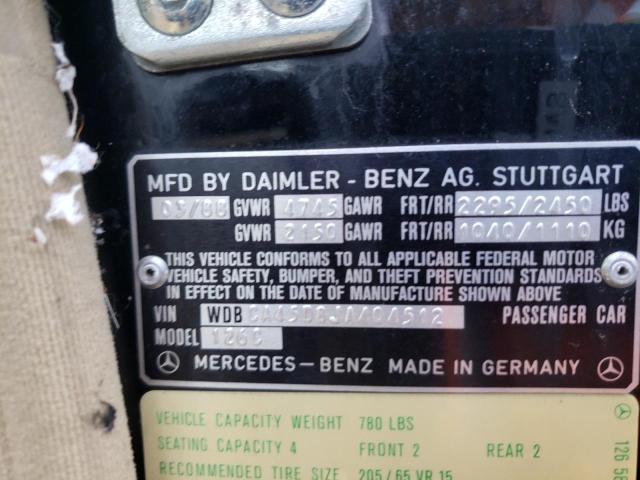 MFD BY DAIMLER - BENZ AG. STUTTGART
GVWR 4745 GAWR FRT/RR 2295/2450 LBS
GVWR 2150 GAWR FRT/RR 1040/1110 KG
THIS VEHICLE CONFORMS TO ALL APPLICABLE FEDERAL MOTOR
VEHICLE SAFETY, BUMPER, AND THEFT PREVENTION STANDARDS
IN EFFECT ON THE DATE OF MANUFACTURE SHOWN ABOVE
VIN WDBCA45D8JA404512 PASSENGER CAR
MODEL 126C
MERCEDES-BENZ MADE IN GERMANY
VEHICLE CAPACITY WEIGHT 780 LBS
SEATING CAPACITY 4 FRONT 2 REAR 2
RECOMMENDED TIRE SIZE 205/65 VR 15